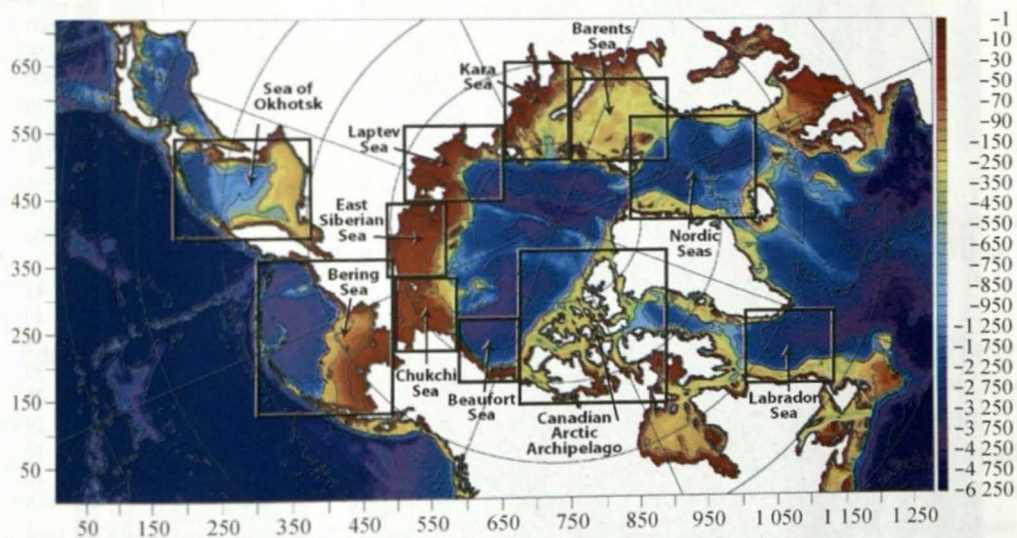 Barents
Sea
Kara
Sea
Sea of
Okhotsk
Laptev
Sea
East
Siberian
Sea
Bering
Sea
Nordic
Seas
Chukchi
Sea
Beaufort
Sea
Canadian
Arctic
Archipelago
Labrador
Sea
650
550
450
350
250
150
50
50 150 250 350 450 550 650 750 850 950 1 050 1 150 1 250
-1
-10
-30
-50
-70
-90
-150
-250
-350
-450
-550
-650
-750
-850
-950
-1 250
-1 750
-2 250
-2 750
-3 250
-3 750
-4 250
-4 750
-6 250